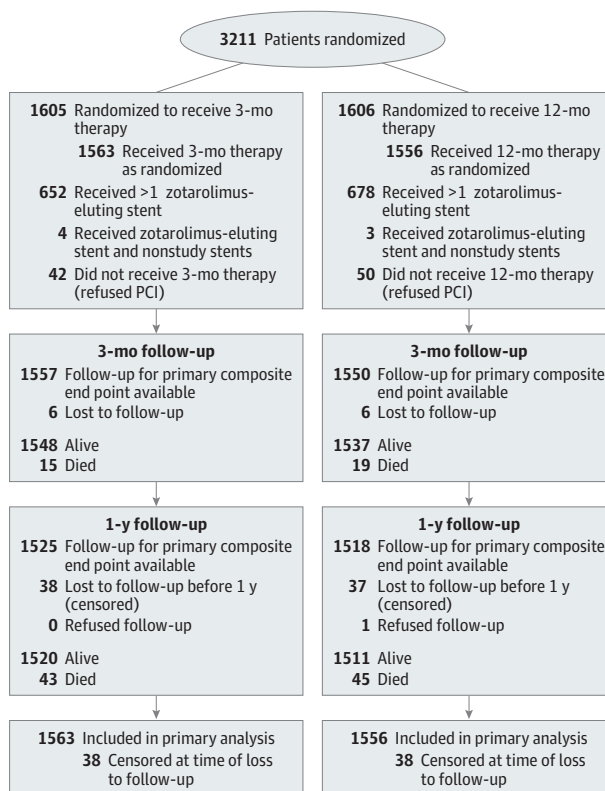 3211 Patients randomized
1605 Randomized to receive 3-mo
therapy
1563 Received 3-mo therapy
as randomized
652 Received >1 zotarolimus-
eluting stent
4 Received zotarolimus-eluting
stent and nonstudy stents
42 Did not receive 3-mo therapy
(refused PCI)
1606 Randomized to receive 12-mo
therapy
1556 Received 12-mo therapy
as randomized
678 Received >1 zotarolimus-
eluting stent
3 Received zotarolimus-eluting
stent and nonstudy stents
50 Did not receive 12-mo therapy
(refused PCI)
3-mo follow-up
1557 Follow-up for primary composite
end point available
6 Lost to follow-up
1548 Alive
15 Died
3-mo follow-up
1550 Follow-up for primary composite
end point available
6 Lost to follow-up
1537 Alive
19 Died
1-y follow-up
1525 Follow-up for primary composite
end point available
38 Lost to follow-up before 1 y
(censored)
0 Refused follow-up
1520 Alive
43 Died
1-y follow-up
1518 Follow-up for primary composite
end point available
37 Lost to follow-up before 1 y
(censored)
1 Refused follow-up
1511 Alive
45 Died
1563 Included in primary analysis
38 Censored at time of loss
to follow-up
1556 Included in primary analysis
38 Censored at time of loss
to follow-up